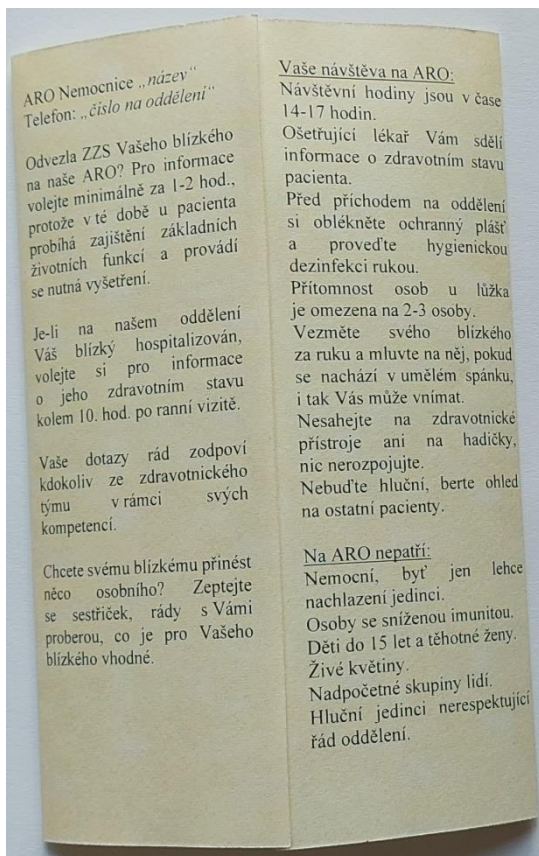 ARO Nemocnice „název“
Telefon: „číslo na oddělení“
Odvezla ZZS Vašeho blízkého
na naše ARO? Pro informace
volejte minimálně za 1-2 hod.,
protože v té době u pacienta
probíhá zajištění základních
životních funkcí a provádí
se nutná vyšetření.
Je-li na našem oddělení
Váš blízký hospitalizován,
volejte si pro informace
o jeho zdravotním stavu
kolem 10. hod. po ranní vizitě.
Vaše dotazy rád zodpoví
kdokoliv ze zdravotnického
týmu v rámci svých
kompetencí.
Chcete svému blízkému přinést
něco osobního? Zeptejte
se sestřiček, rády s Vámi
proberou, co je pro Vašeho
blízkého vhodné.
Vaše návštěva na ARO:
Návštěvní hodiny jsou v čase
14-17 hodin.
Ošetřující lékař Vám sdělí
informace o zdravotním stavu
pacienta.
Před příchodem na oddělení
si oblékněte ochranný plášť
a proveďte hygienickou
dezinfekci rukou.
Přítomnost osob u lůžka
je omezena na 2-3 osoby.
Vezměte svého blízkého
za ruku a mluvte na něj, pokud
se nachází v umělém spánku,
i tak Vás může vnímat.
Nesahejte na zdravotnické
přístroje ani na hadičky,
nic nerozpojujte.
Nebuďte hluční, berte ohled
na ostatní pacienty.
Na ARO nepatří:
Nemocní, byť jen lehce
nachlazení jedinci.
Osoby se sníženou imunitou.
Děti do 15 let a těhotné ženy.
Živé květiny.
Nadpočetné skupiny lidí.
Hluční jedinci nerespektující
řád oddělení.